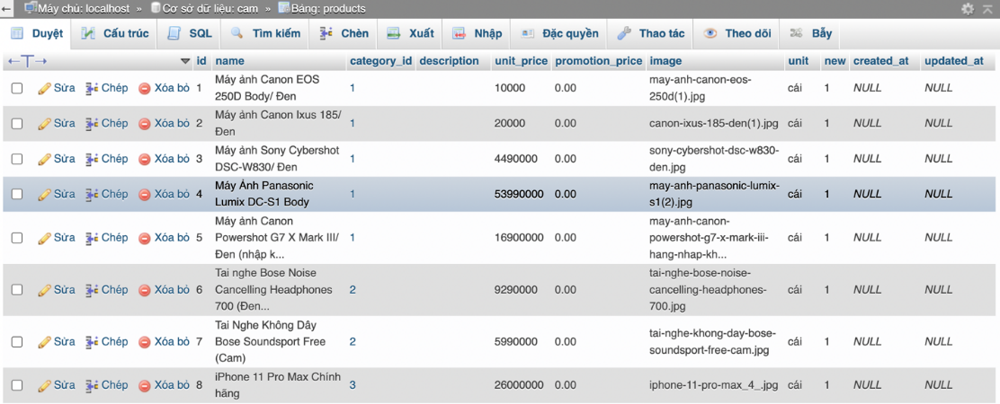 Máy chủ: localhost » Cơ sở dữ liệu: cam » Bảng: products
Duyệt Cấu trúc SQL Tìm kiếm Chèn Xuất Nhập Đặc quyền Thao tác Theo dõi Bẫy
id name category_id description unit_price promotion_price image unit new created_at updated_at
Máy ảnh Canon EOS may-anh-canon-eos-
Sửa Chép Xóa bỏ 1 1 10000 0.00 cái 1 NULL NULL
250D Body/ Đen 250d(1).jpg
Máy ảnh Canon Ixus 185/
Sửa Chép Xóa bỏ 2 1 20000 0.00 canon-ixus-185-den(1).jpg cái 1 NULL NULL
Đen
Máy ảnh Sony Cybershot sony-cybershot-dsc-w830-
Sửa Chép Xóa bỏ 3 1 4490000 0.00 cái 1 NULL NULL
DSC-W830/ Đen den.jpg
Máy Ảnh Panasonic may-anh-panasonic-lumix-
Sửa Chép Xóa bỏ 4 1 53990000 0.00 cái 1 NULL NULL
Lumix DC-S1 Body s1(2).jpg
Máy ảnh Canon may-anh-canon-
Sửa Chép Xóa bỏ 5 Powershot G7 X Mark III/ 1 16900000 0.00 powershot-g7-x-mark-iii- cái 1 NULL NULL
Đen (nhập k... hang-nhap-kh...
Tai nghe Bose Noise tai-nghe-bose-noise-
Sửa Chép Xóa bỏ 6 Cancelling Headphones 2 9290000 0.00 cancelling-headphones- cái 1 NULL NULL
700 (Đen... 700.jpg
Tai Nghe Không Dây
Sửa Chép Xóa bỏ 7 Bose Soundsport Free 2 5990000 0.00 tai-nghe-khong-day-bose- cái 1 NULL NULL
(Cam) soundsport-free-cam.jpg
iPhone 11 Pro Max Chính
Sửa Chép Xóa bỏ 8 3 26000000 0.00 iphone-11-pro-max_4_.jpg cái 1 NULL NULL
hãng